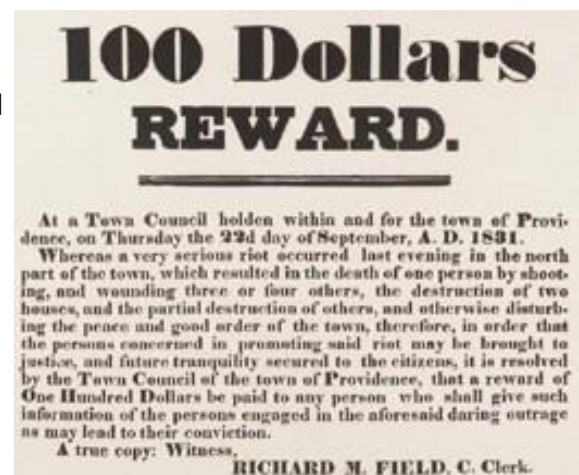 100 Dollars
REWARD.
At a Town Council holden within and for the town of Provi-
dence, on Thursday the 22d day of September, A. D. 1831.
Whereas a very serious riot occurred last evening in the north
part of the town, which resulted in the death of one person by shoot-
ing, and wounding three or four others, the destruction of two
houses, and the partial destruction of others, and otherwise disturb-
ing the peace and good order of the town, therefore, in order that
the persons concerned in promoting said riot may be brought to
justice, and future tranquility secured to the citizens, it is resolved
by the Town Council of the town of Providence, that a reward of
One Hundred Dollars be paid to any person who shall give such
information of the persons engaged in the aforesaid daring outrage
as may lead to their conviction.
A true copy: Witness,
RICHARD M. FIELD, C. Clerk.